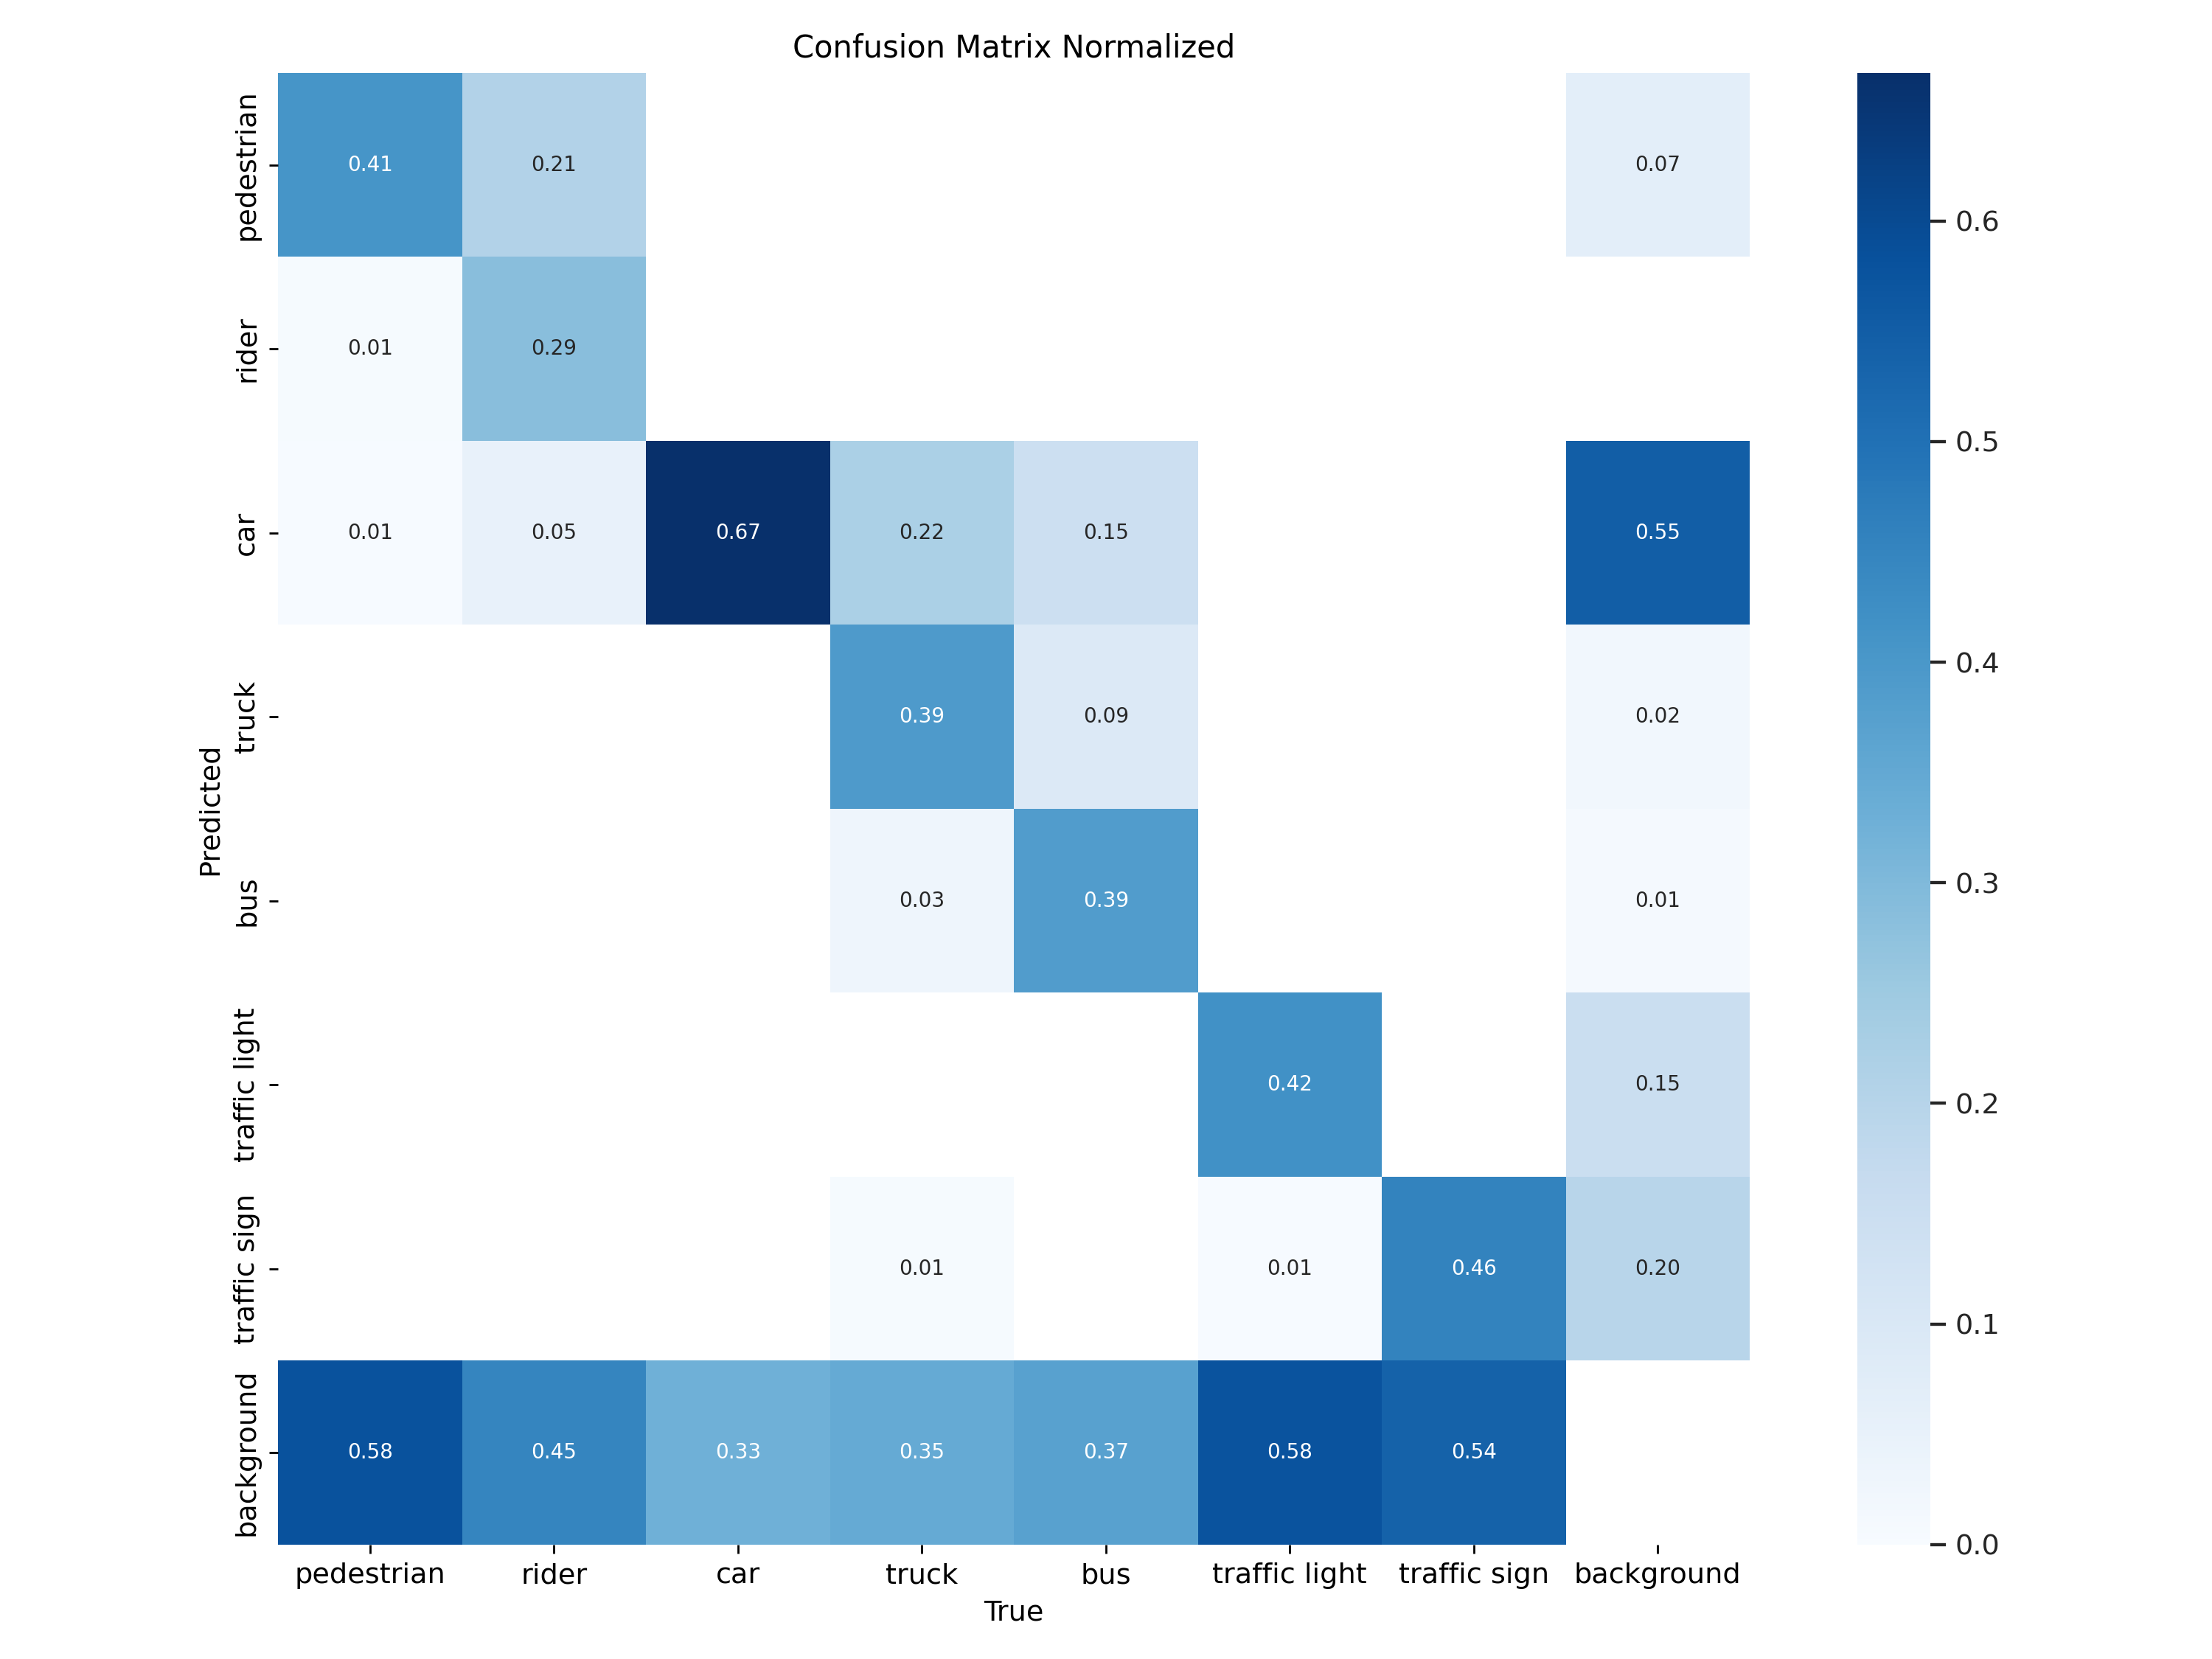 Confusion Matrix Normalized
pedestrian 0.41 0.21 0.07
rider 0.01 0.29
car 0.01 0.05 0.67 0.22 0.15 0.55
truck 0.39 0.09 0.02
bus 0.03 0.39 0.01
traffic light 0.42 0.15
traffic sign 0.01 0.01 0.46 0.20
background 0.58 0.45 0.33 0.35 0.37 0.58 0.54
Predicted
pedestrian rider car truck bus traffic light traffic sign background
True
0.6
0.5
0.4
0.3
0.2
0.1
0.0